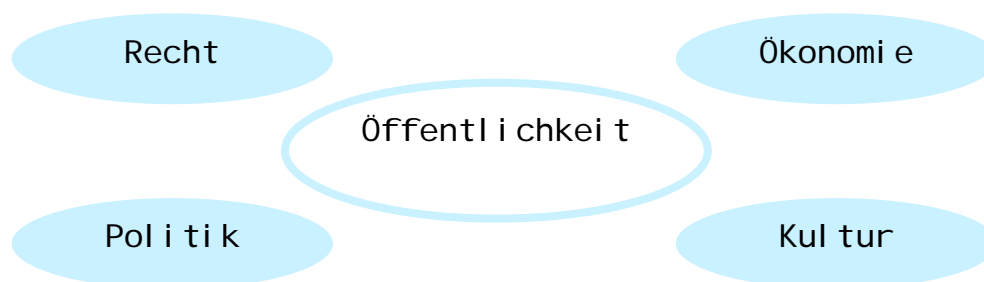 Recht
Ökonomie
Öffentlichkeit
Politik
Kultur